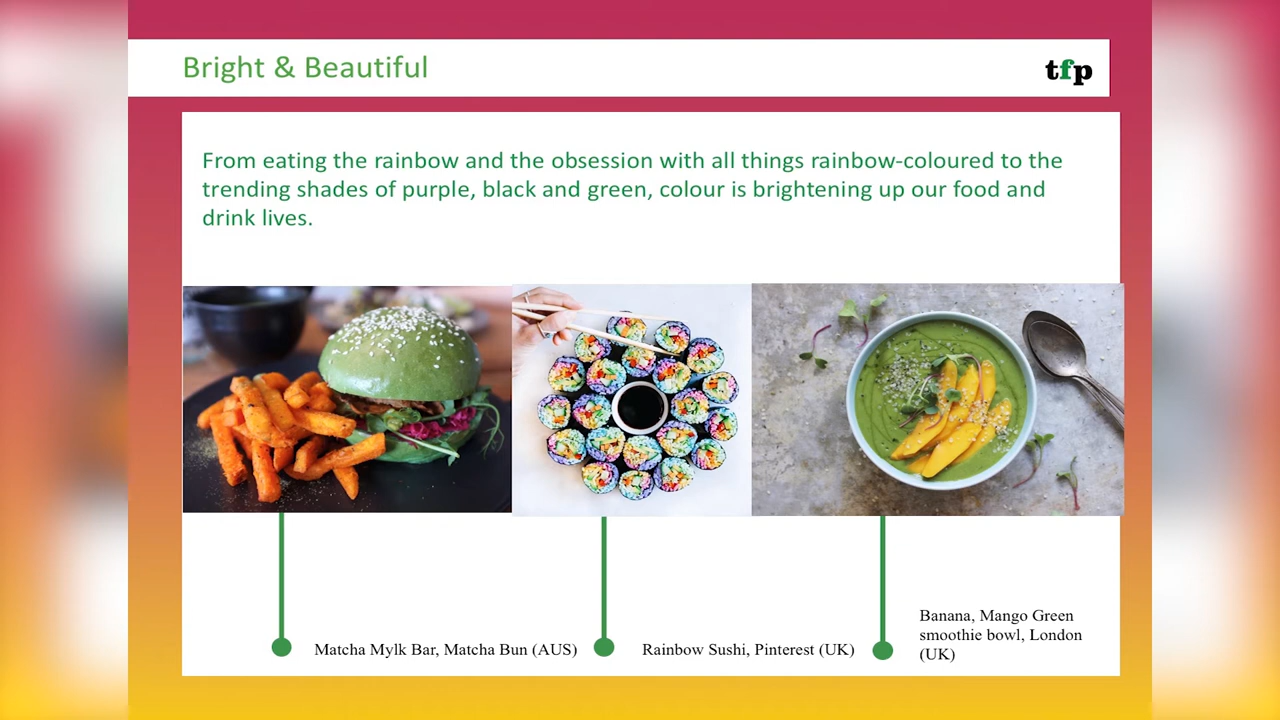 Bright & Beautiful
tfp
From eating the rainbow and the obsession with all things rainbow-coloured to the
trending shades of purple, black and green, colour is brightening up our food and
drink lives.
Matcha Mylk Bar, Matcha Bun (AUS)
Rainbow Sushi, Pinterest (UK)
Banana, Mango Green
smoothie bowl, London
(UK)